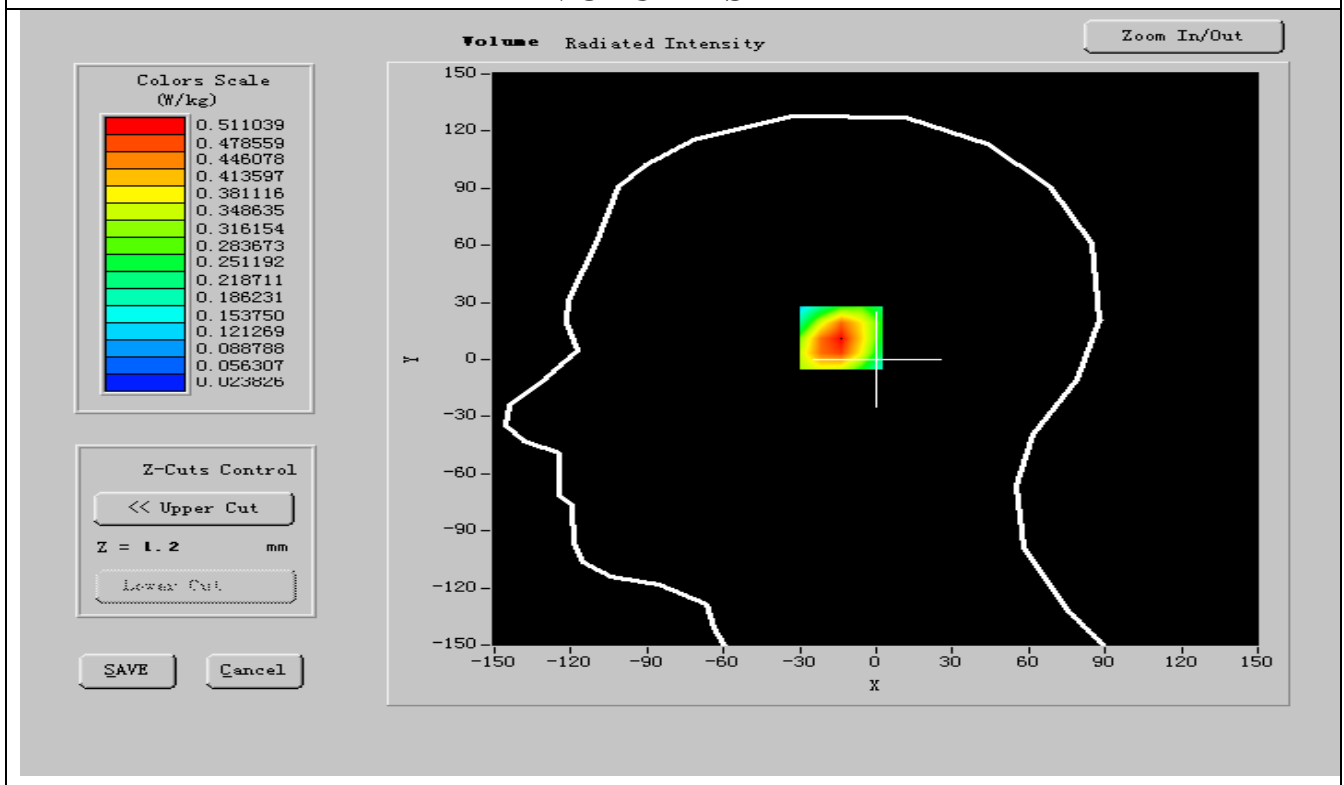 Volume Radiated Intensity
Zoom In/Out
Colors Scale
(W/kg)
0.511039
0.478559
0.446078
0.413597
0.381116
0.348635
0.316154
0.283673
0.251192
0.218711
0.186231
0.153750
0.121269
0.088788
0.056307
0.023826
Z-Cuts Control
<< Upper Cut
Z = 1.2 mm
Lower Cut
SAVE Cancel
150
120
90
60
30
0
-30
-60
-90
-120
-150
Y
-150 -120 -90 -60 -30 0 30 60 90 120 150
X